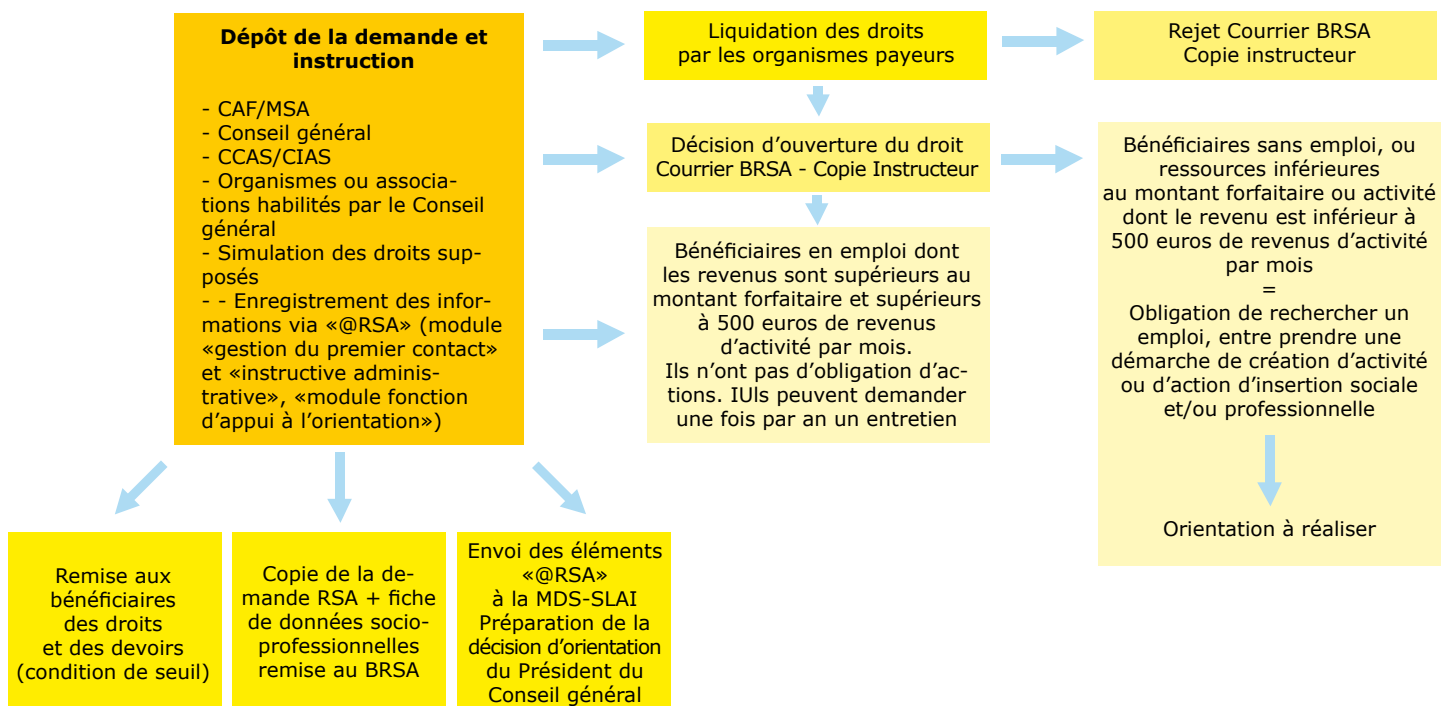 Dépôt de la demande et
instruction
- CAF/MSA
- Conseil général
- CCAS/CIAS
- Organismes ou associa-
tions habilités par le Conseil
général
- Simulation des droits sup-
posés
- - Enregistrement des infor-
mations via «@RSA» (module
«gestion du premier contact»
et «instructive adminis-
trative», «module fonction
d’appui à l’orientation»)
Liquidation des droits
par les organismes payeurs
Rejet Courrier BRSA
Copie instructeur
Décision d’ouverture du droit
Courrier BRSA - Copie Instructeur
Bénéficiaires en emploi dont
les revenus sont supérieurs au
montant forfaitaire et supérieurs
à 500 euros de revenus
d’activité par mois.
Ils n’ont pas d’obligation d’ac-
tions. IUls peuvent demander
une fois par an un entretien
Bénéficiaires sans emploi, ou
ressources inférieures
au montant forfaitaire ou activité
dont le revenu est inférieur à
500 euros de revenus d’activité
par mois
=
Obligation de rechercher un
emploi, entre prendre une
démarche de création d’activité
ou d’action d’insertion sociale
et/ou professionnelle
Orientation à réaliser
Remise aux
bénéficiaires
des droits
et des devoirs
(condition de seuil)
Copie de la de-
mande RSA + fiche
de données socio-
professionnelles
remise au BRSA
Envoi des éléments
«@RSA»
à la MDS-SLAI
Préparation de la
décision d’orientation
du Président du
Conseil général